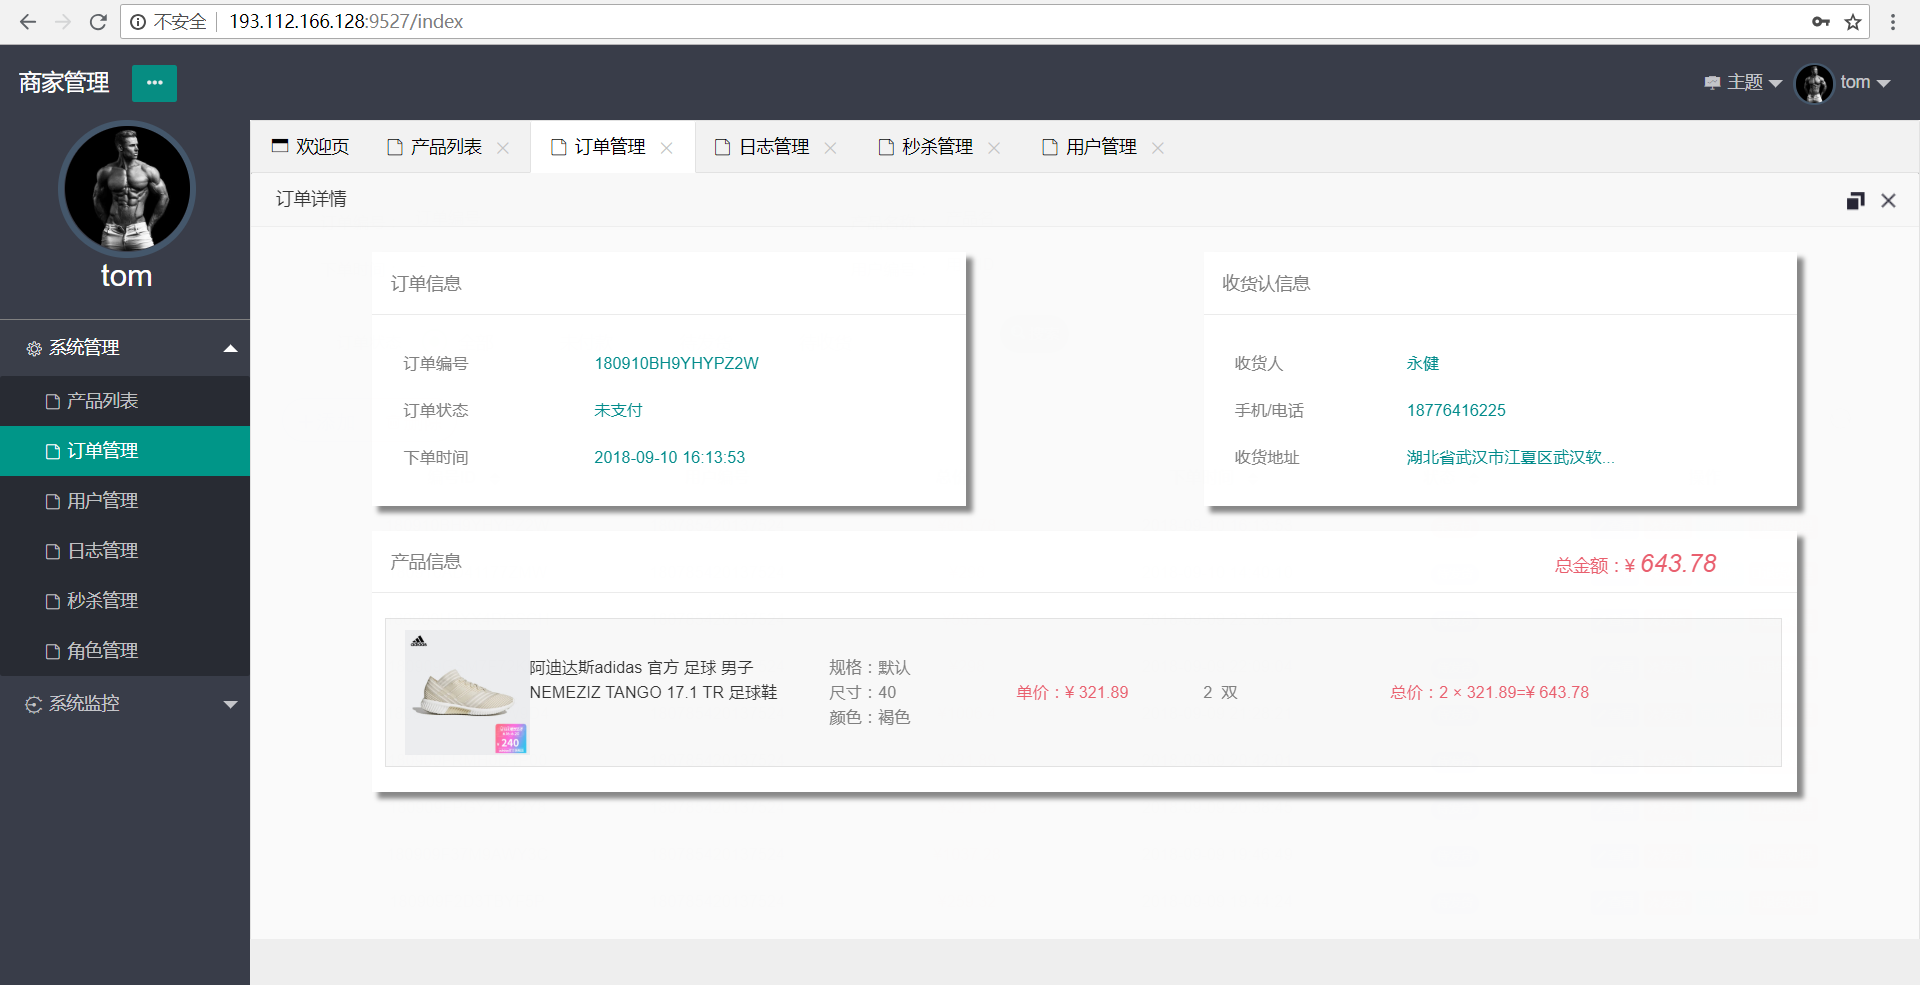 不安全 193.112.166.128:9527/index
商家管理
主题
tom
tom
系统管理
产品列表
订单管理
用户管理
日志管理
秒杀管理
角色管理
系统监控
欢迎页
产品列表
订单管理
日志管理
秒杀管理
用户管理
订单详情
订单信息
订单编号 180910BH9YHYPZ2W
订单状态 未支付
下单时间 2018-09-10 16:13:53
收货认信息
收货人 永健
手机/电话 18776416225
收货地址 湖北省武汉市江夏区武汉软...
产品信息
总金额：¥ 643.78
adidas
240
阿迪达斯adidas 官方 足球 男子
NEMEZIZ TANGO 17.1 TR 足球鞋
规格：默认
尺寸：40
颜色：褐色
单价：¥ 321.89
2 双
总价：2 × 321.89=¥ 643.78